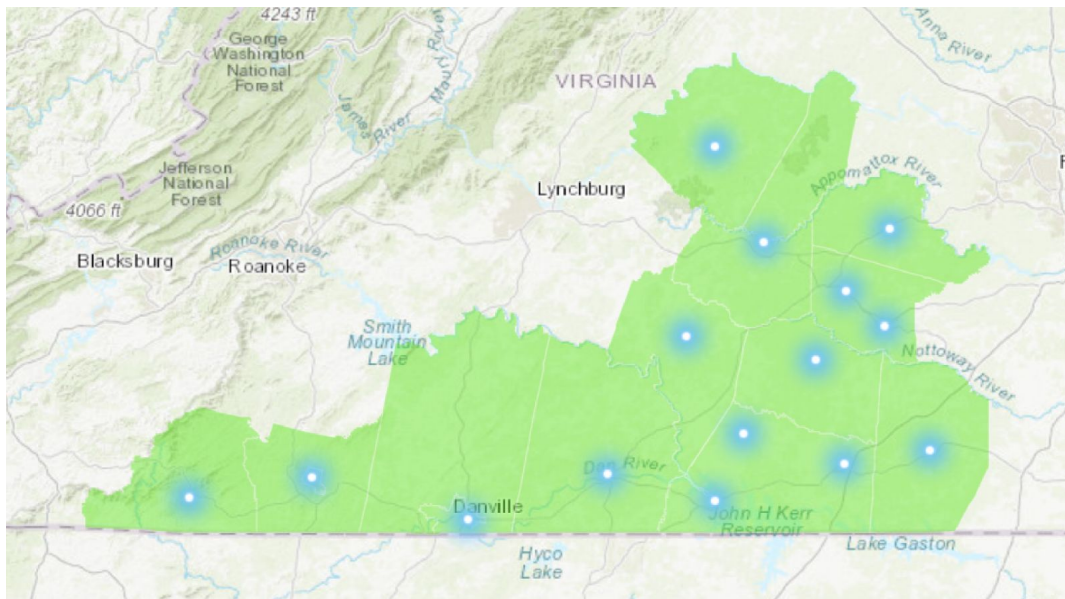 4243 ft
George
Washington
National
Forest
Maury River
Anna River
VIRGINIA
James
River
Jefferson
National
Forest
4066 ft
Lynchburg
Appomattox River
Roanoke River
Blacksburg
Roanoke
Smith
Mountain
Lake
Nottoway River
Dan River
Danville
John H Kerr
Reservoir
Hyco
Lake
Lake Gaston